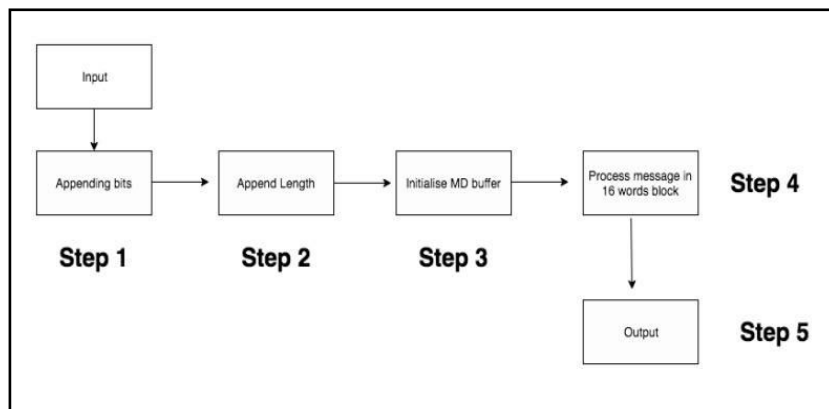 Input
Appending bits
Append Length
Initialise MD buffer
Process message in
16 words block
Step 4
Step 1
Step 2
Step 3
Output
Step 5